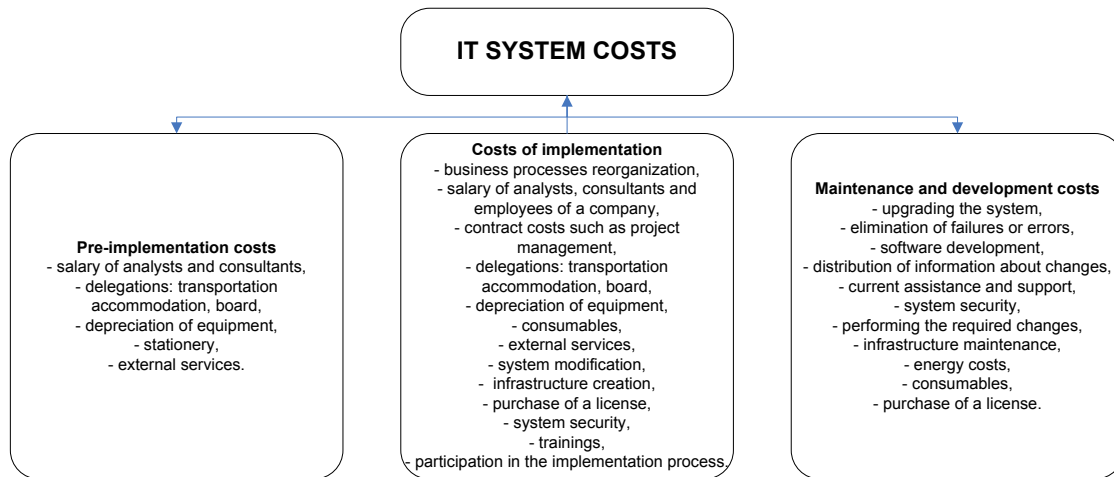 IT SYSTEM COSTS
Pre-implementation costs
- salary of analysts and consultants,
- delegations: transportation
accommodation, board,
- depreciation of equipment,
- stationery,
- external services.
Costs of implementation
- business processes reorganization,
- salary of analysts, consultants and
employees of a company,
- contract costs such as project
management,
- delegations: transportation
accommodation, board,
- depreciation of equipment,
- consumables,
- external services,
- system modification,
- infrastructure creation,
- purchase of a license,
- system security,
- trainings,
- participation in the implementation process.
Maintenance and development costs
- upgrading the system,
- elimination of failures or errors,
- software development,
- distribution of information about changes,
- current assistance and support,
- system security,
- performing the required changes,
- infrastructure maintenance,
- energy costs,
- consumables,
- purchase of a license.